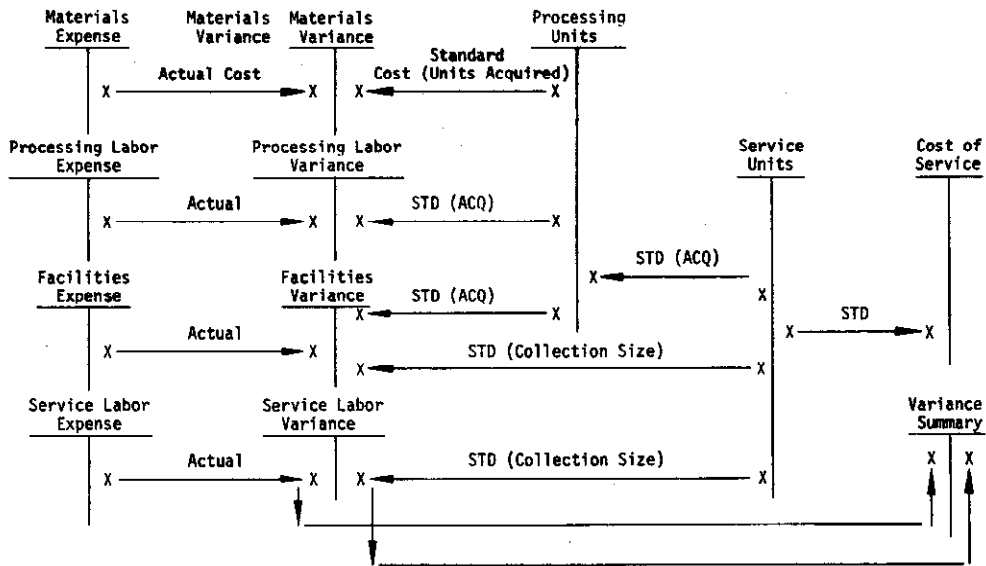 Materials Expense
Materials Variance
Materials Variance
Processing Units
Actual Cost
Standard
Cost (Units Acquired)
X
X
X
X
Processing Labor Expense
Processing Labor Variance
Service Units
Cost of Service
Actual
STD (ACQ)
X
X
X
X
STD (ACQ)
X
X
Facilities Expense
Facilities Variance
STD (ACQ)
X
X
STD
X
X
Actual
X
X
STD (Collection Size)
X
X
Service Labor Expense
Service Labor Variance
Variance Summary
Actual
STD (Collection Size)
X
X
X
X
X
X